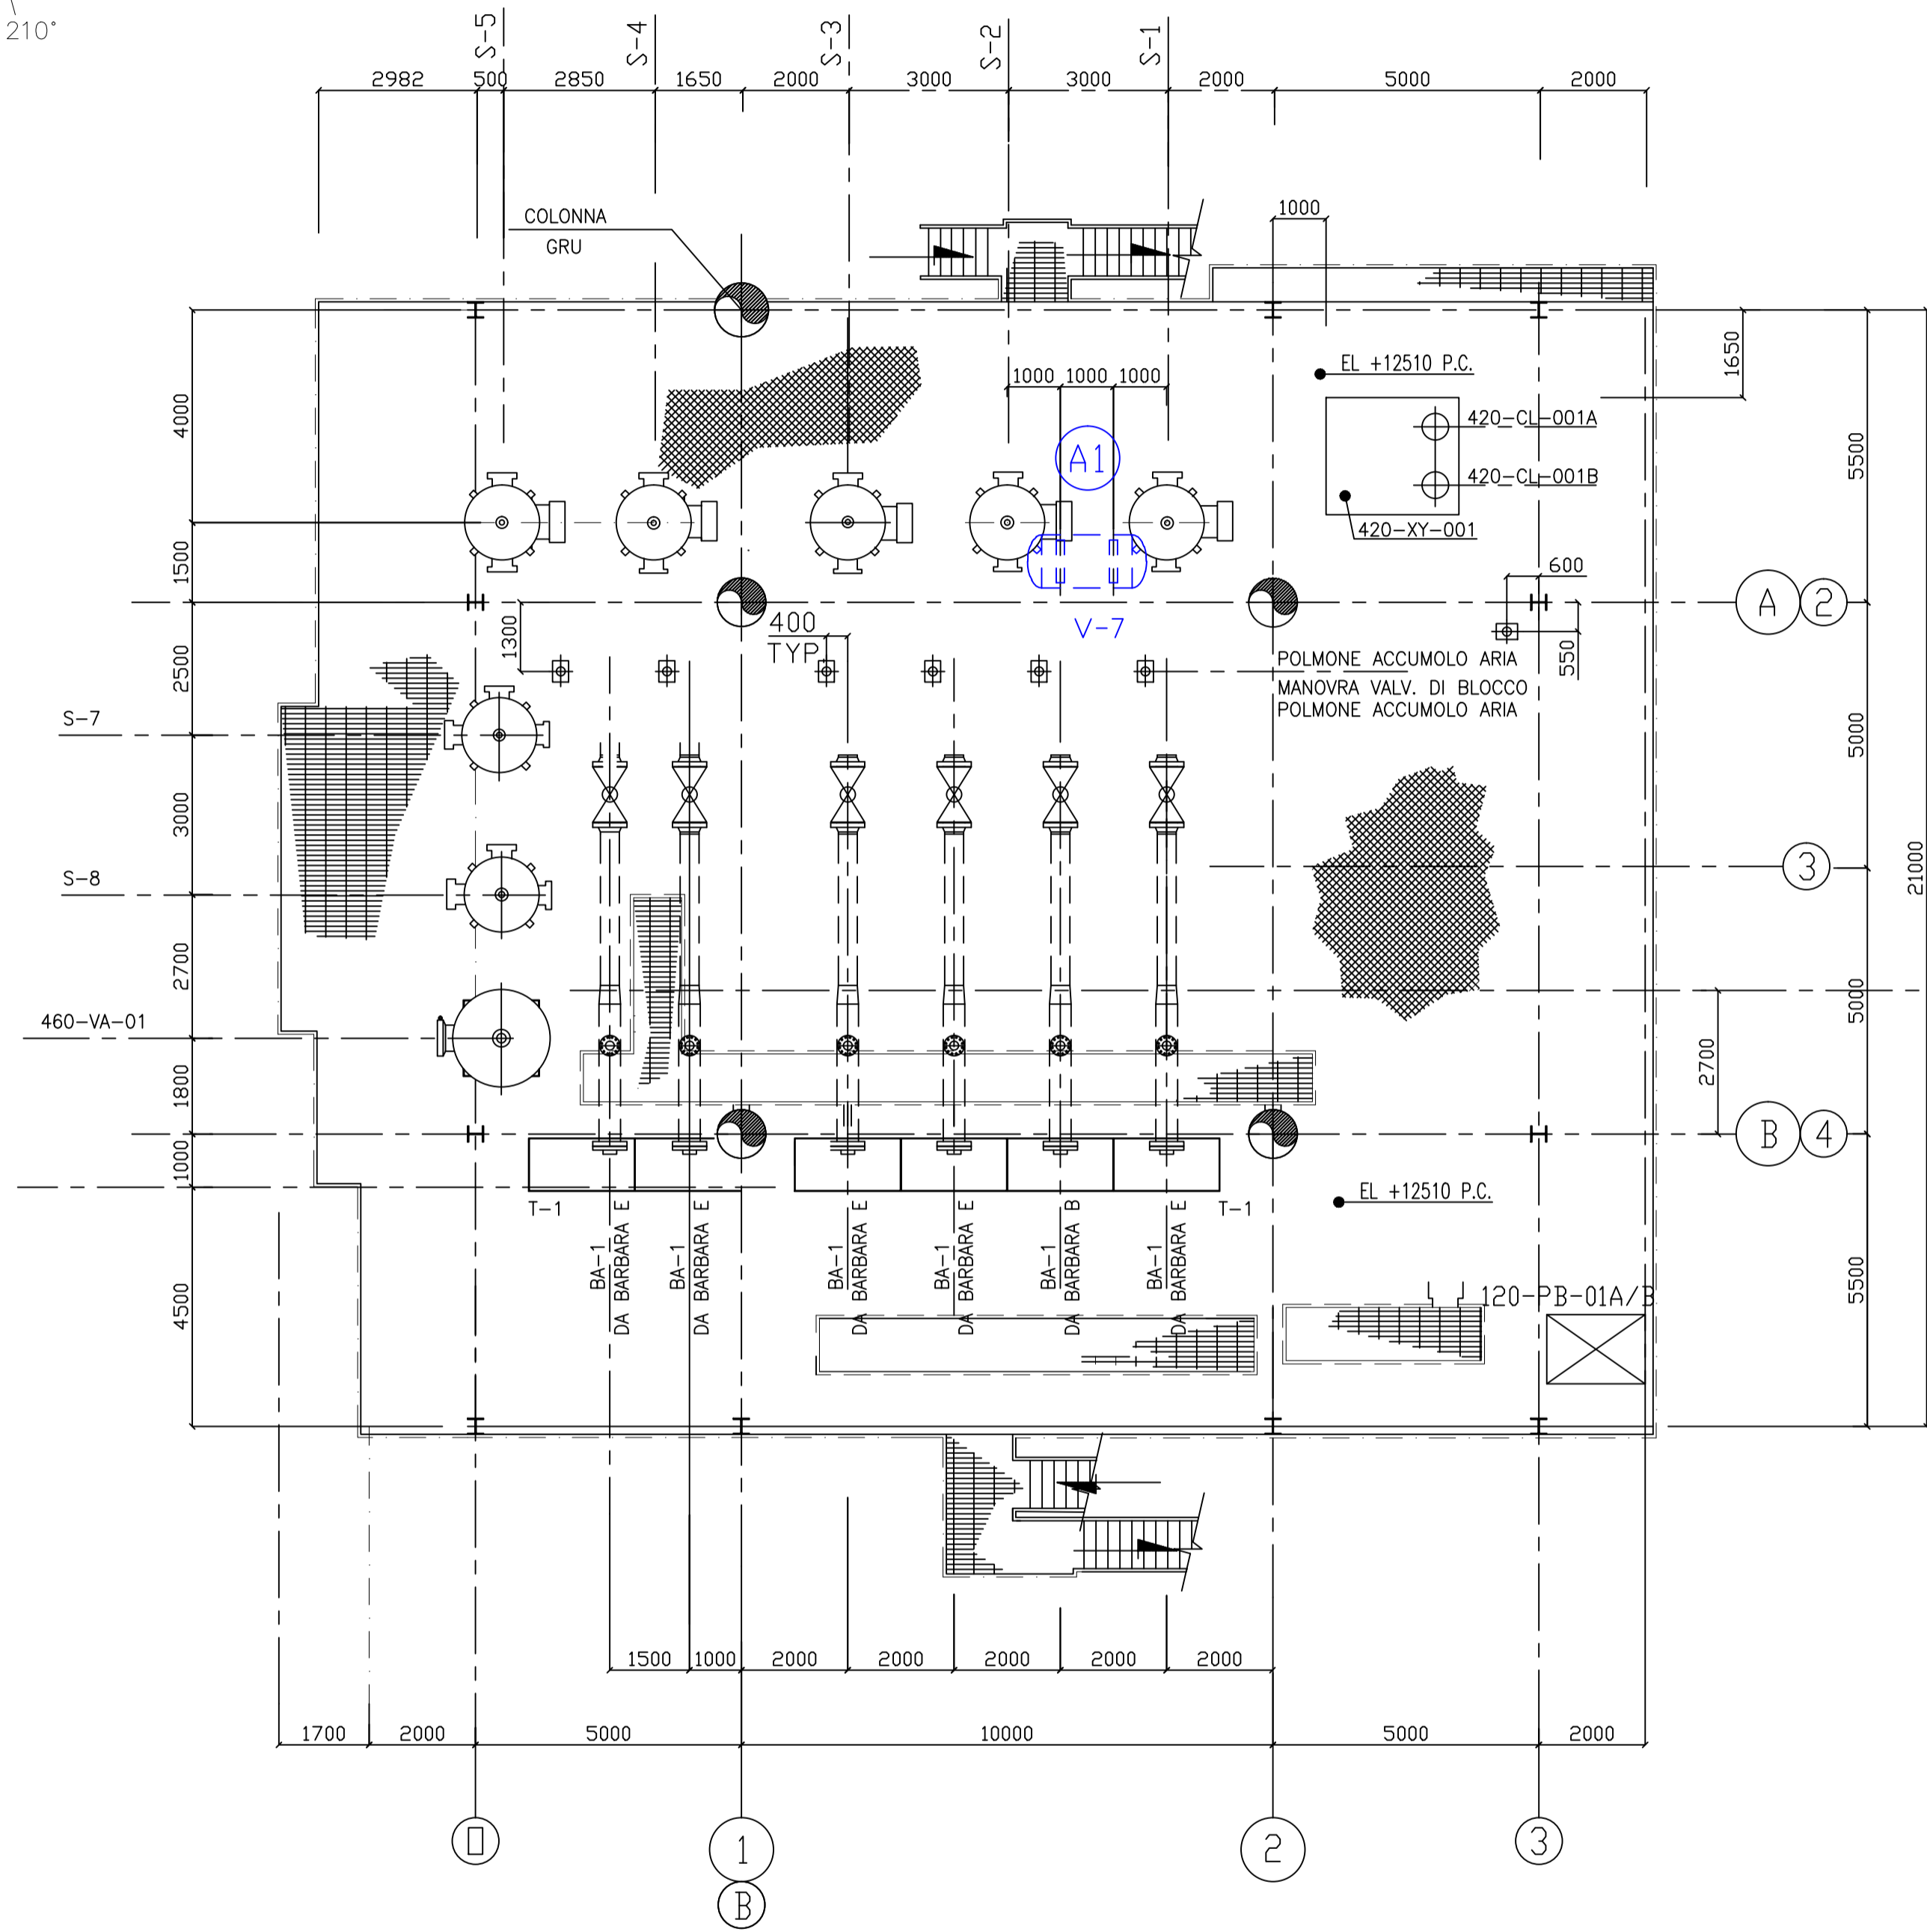 210°
S-5
S-4
S-3
S-2
S-1
2982
500
2850
1650
2000
3000
3000
2000
5000
2000
COLONNA
GRU
1000
1650
EL +12510 P.C.
1000
1000
1000
A1
420-CL-001A
420-CL-001B
420-XY-001
4000
1500
2500
3000
2700
1800
1000
4500
5500
5000
5000
5500
21000
600
550
A
2
V-7
1300
400
TYP
POLMONE ACCUMOLO ARIA
MANOVRA VALV. DI BLOCCO
POLMONE ACCUMOLO ARIA
S-7
3
S-8
460-VA-01
2700
B
4
T-1
T-1
EL +12510 P.C.
BA-1
DA BARBARA E
BA-1
DA BARBARA E
BA-1
DA BARBARA E
BA-1
DA BARBARA E
BA-1
DA BARBARA B
BA-1
DA BARBARA E
120-PB-01A/B
1500
1000
2000
2000
2000
2000
2000
1700
2000
5000
10000
5000
2000
0
1
2
3
B